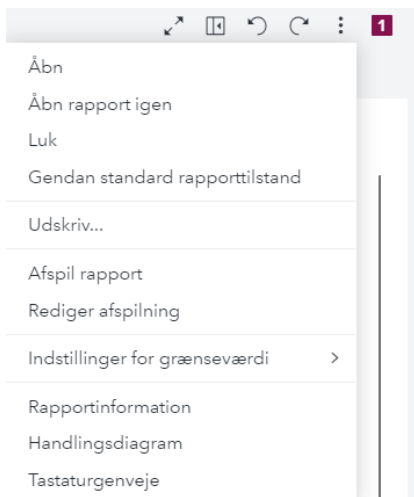 1
Åbn
Åbn rapport igen
Luk
Gendan standard rapporttilstand
Udskriv...
Afspil rapport
Rediger afspilning
Indstillinger for grænseværdi
Rapportinformation
Handlingsdiagram
Tastaturgenveje